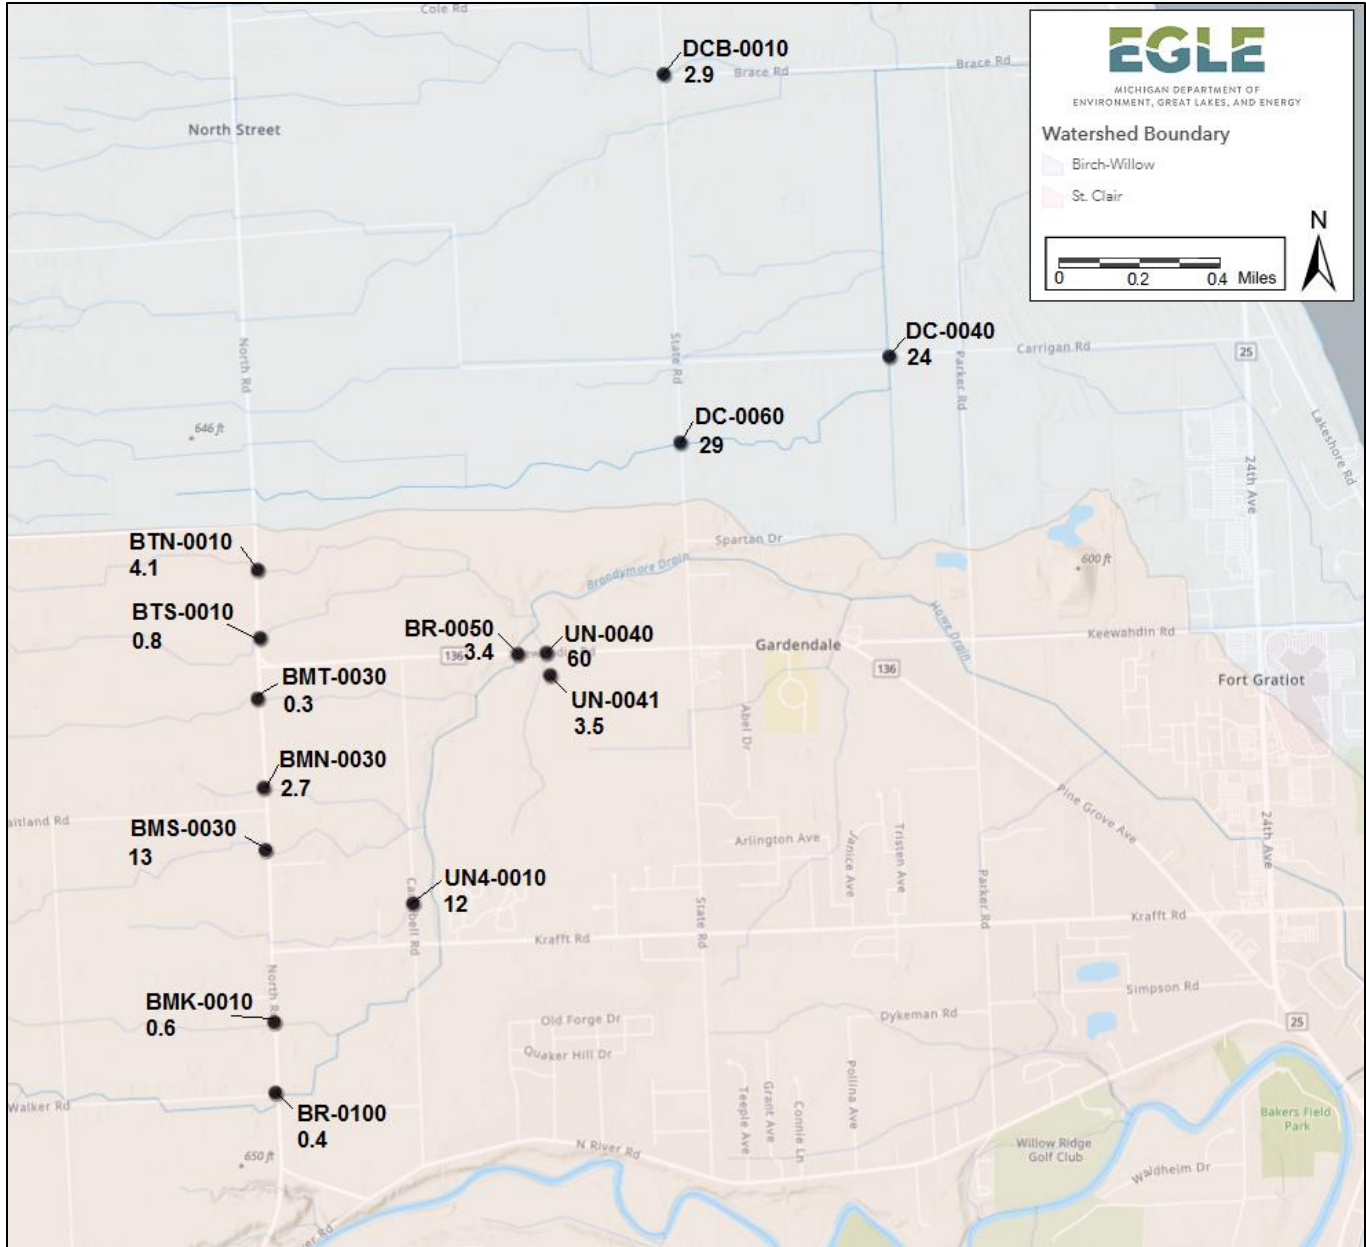 Cole Rd
DCB-0010
2.9
Brace Rd
Brace Rd
EGLE
MICHIGAN DEPARTMENT OF
ENVIRONMENT, GREAT LAKES, AND ENERGY
Watershed Boundary
Birch-Willow
St. Clair
N
0 0.2 0.4 Miles
North Street
North Rd
State Rd
DC-0040
24
Parker Rd
Carrigan Rd
25
Lakeshore Rd
646 ft
DC-0060
29
24th Ave
BTN-0010
4.1
Spartan Dr
Brandymore Drain
600 ft
BTS-0010
0.8
BR-0050
3.4
136
UN-0040
60
Gardendale
Howe Drain
Keewahdin Rd
136
Fort Gratiot
BMT-0030
0.3
UN-0041
3.5
Abel Dr
BMN-0030
2.7
Pine Grove Ave
24th Ave
aitland Rd
BMS-0030
13
Arlington Ave
Janice Ave
Tristen Ave
UN4-0010
12
Campbell Rd
State Rd
Parker Rd
Krafft Rd
Krafft Rd
North R
BMK-0010
0.6
Old Forge Dr
Quaker Hill Dr
Dykeman Rd
Simpson Rd
25
Walker Rd
BR-0100
0.4
Teeple Ave
Grant Ave
Connie Ln
Pollina Ave
Bakers Field
Park
650 ft
N River Rd
Willow Ridge
Golf Club
Waldheim Dr
er Rd